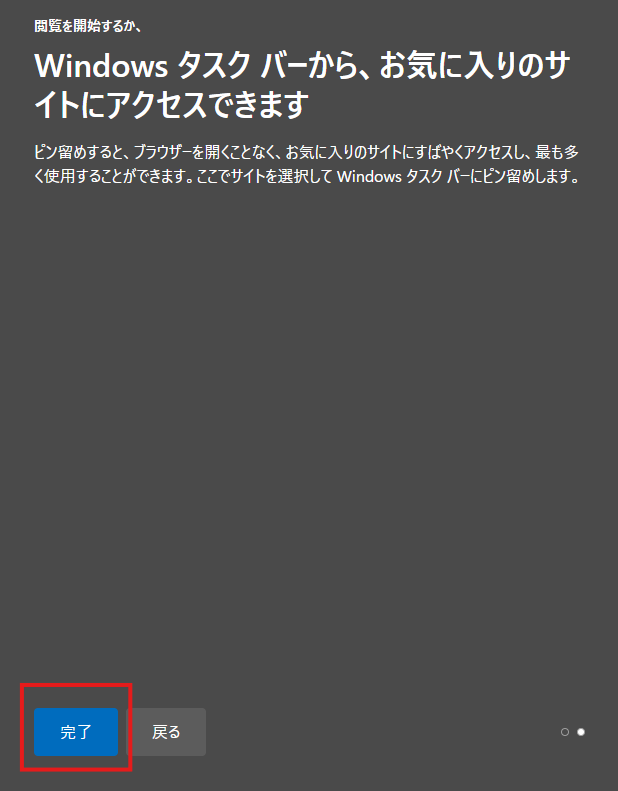 閲覧を開始するか、
Windows タスク バーから、お気に入りのサ
イトにアクセスできます
ピン留めすると、ブラウザーを開くことなく、お気に入りのサイトにすばやくアクセスし、最も多
く使用することができます。ここでサイトを選択して Windows タスク バーにピン留めします。
完了
戻る